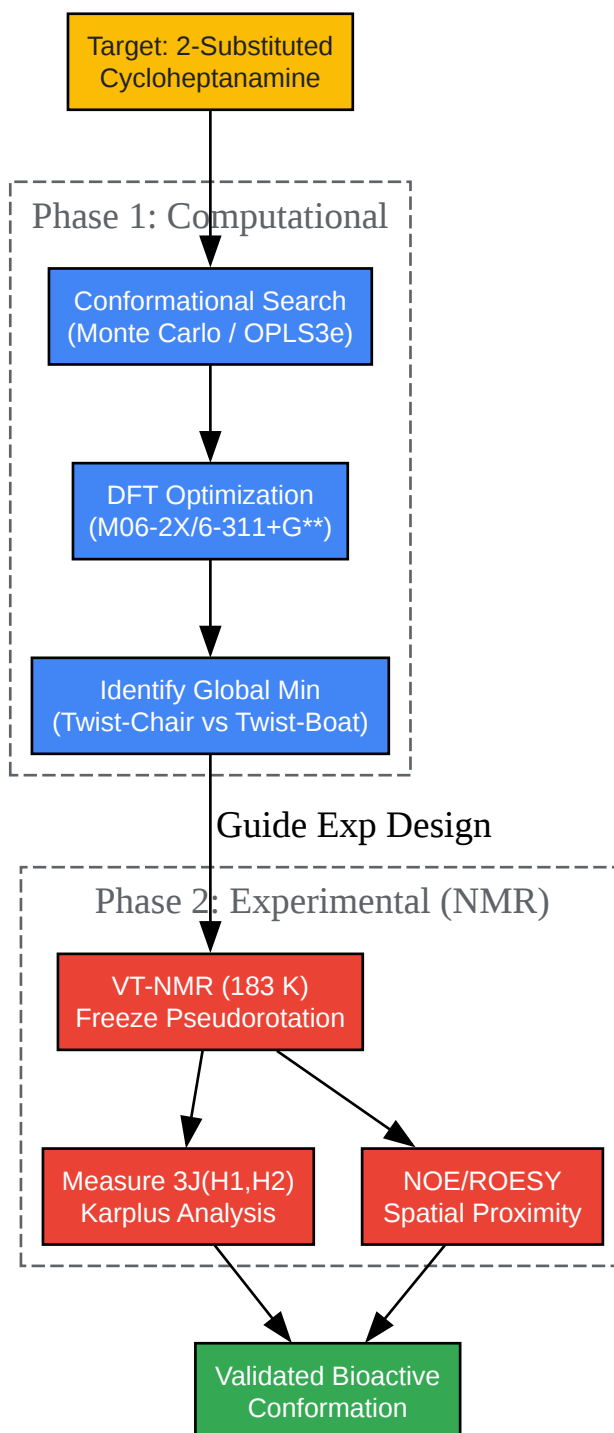 Target: 2-Substituted
Cycloheptanamine
Phase 1: Computational
Conformational Search
(Monte Carlo / OPLS3e)
DFT Optimization
(M06-2X/6-311+G**)
Identify Global Min
(Twist-Chair vs Twist-Boat)
Guide Exp Design
Phase 2: Experimental (NMR)
VT-NMR (183 K)
Freeze Pseudorotation
Measure 3J(H1,H2)
Karplus Analysis
NOE/ROESY
Spatial Proximity
Validated Bioactive
Conformation